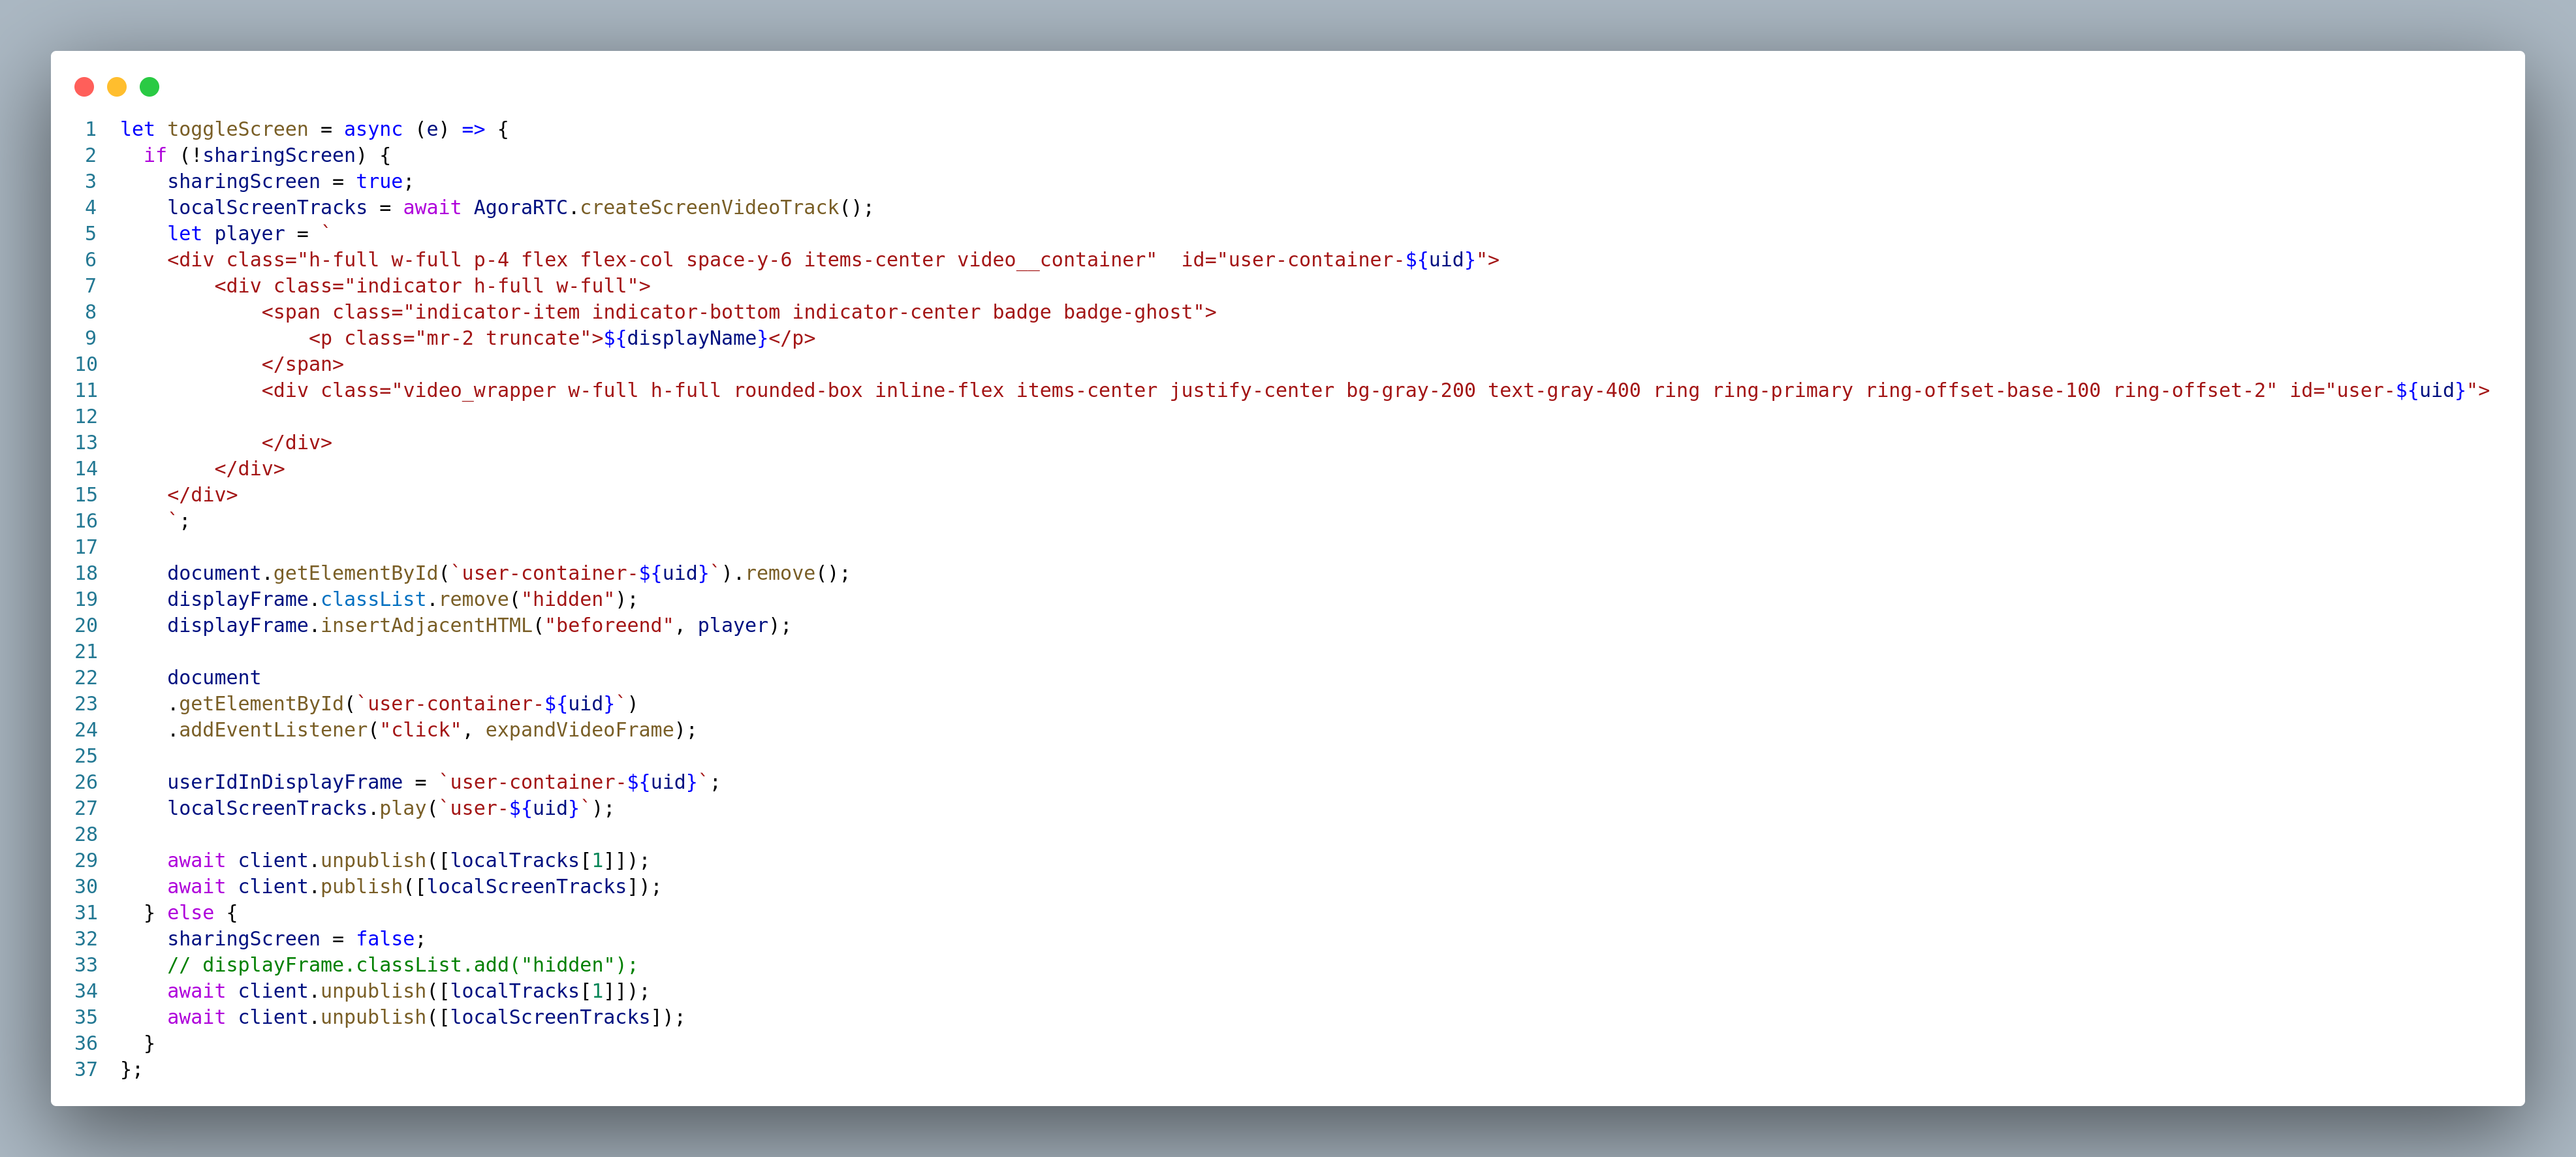 1 let toggleScreen = async (e) => {
2   if (!sharingScreen) {
3     sharingScreen = true;
4     localScreenTracks = await AgoraRTC.createScreenVideoTrack();
5     let player = `
6     <div class="h-full w-full p-4 flex flex-col space-y-6 items-center video__container"  id="user-container-${uid}">
7         <div class="indicator h-full w-full">
8             <span class="indicator-item indicator-bottom indicator-center badge badge-ghost">
9                 <p class="mr-2 truncate">${displayName}</p>
10             </span>
11             <div class="video_wrapper w-full h-full rounded-box inline-flex items-center justify-center bg-gray-200 text-gray-400 ring ring-primary ring-offset-base-100 ring-offset-2" id="user-${uid}">
12
13             </div>
14         </div>
15     </div>
16     `;
17
18     document.getElementById(`user-container-${uid}`).remove();
19     displayFrame.classList.remove("hidden");
20     displayFrame.insertAdjacentHTML("beforeend", player);
21
22     document
23     .getElementById(`user-container-${uid}`)
24     .addEventListener("click", expandVideoFrame);
25
26     userIdInDisplayFrame = `user-container-${uid}`;
27     localScreenTracks.play(`user-${uid}`);
28
29     await client.unpublish([localTracks[1]]);
30     await client.publish([localScreenTracks]);
31   } else {
32     sharingScreen = false;
33     // displayFrame.classList.add("hidden");
34     await client.unpublish([localTracks[1]]);
35     await client.unpublish([localScreenTracks]);
36   }
37 };